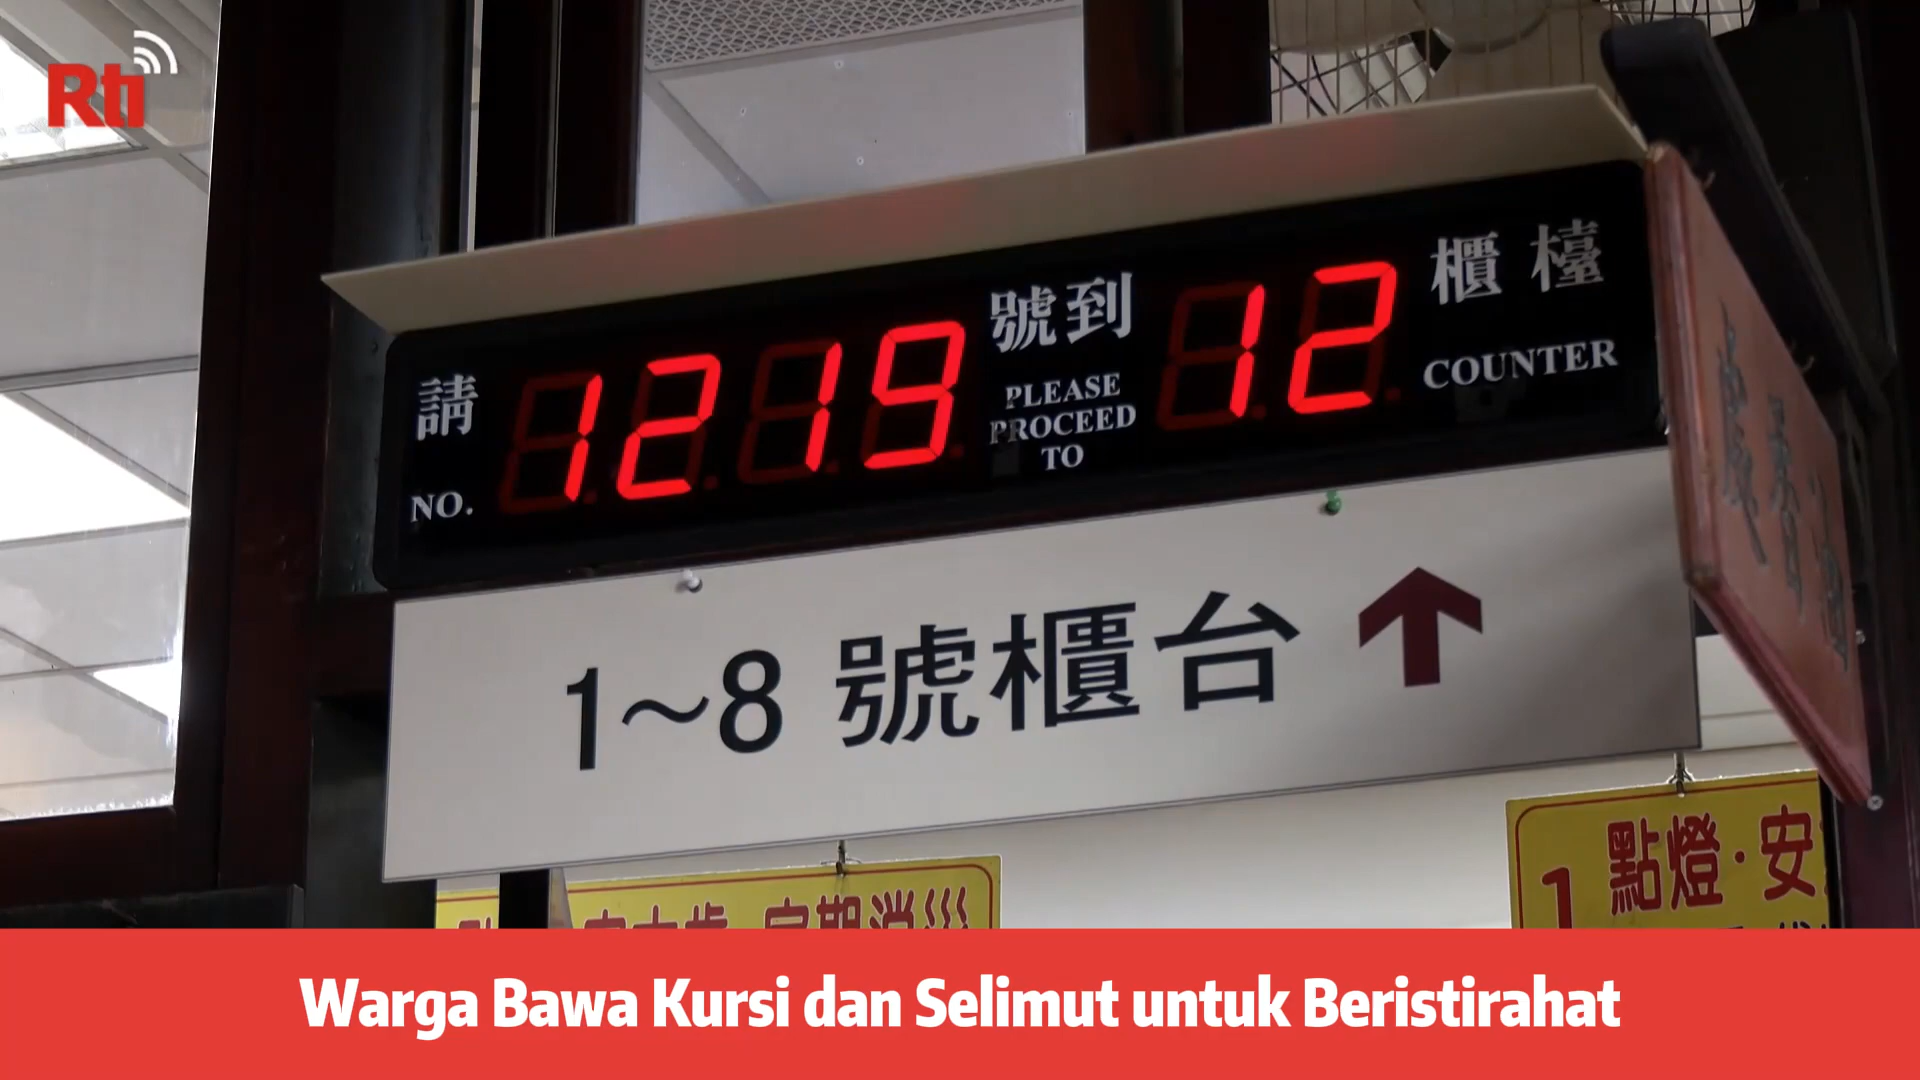 Rti
請 1219 號到 12 櫃檯
NO. PLEASE PROCEED TO COUNTER
1~8 號櫃台
1 點燈·安
Warga Bawa Kursi dan Selimut untuk Beristirahat